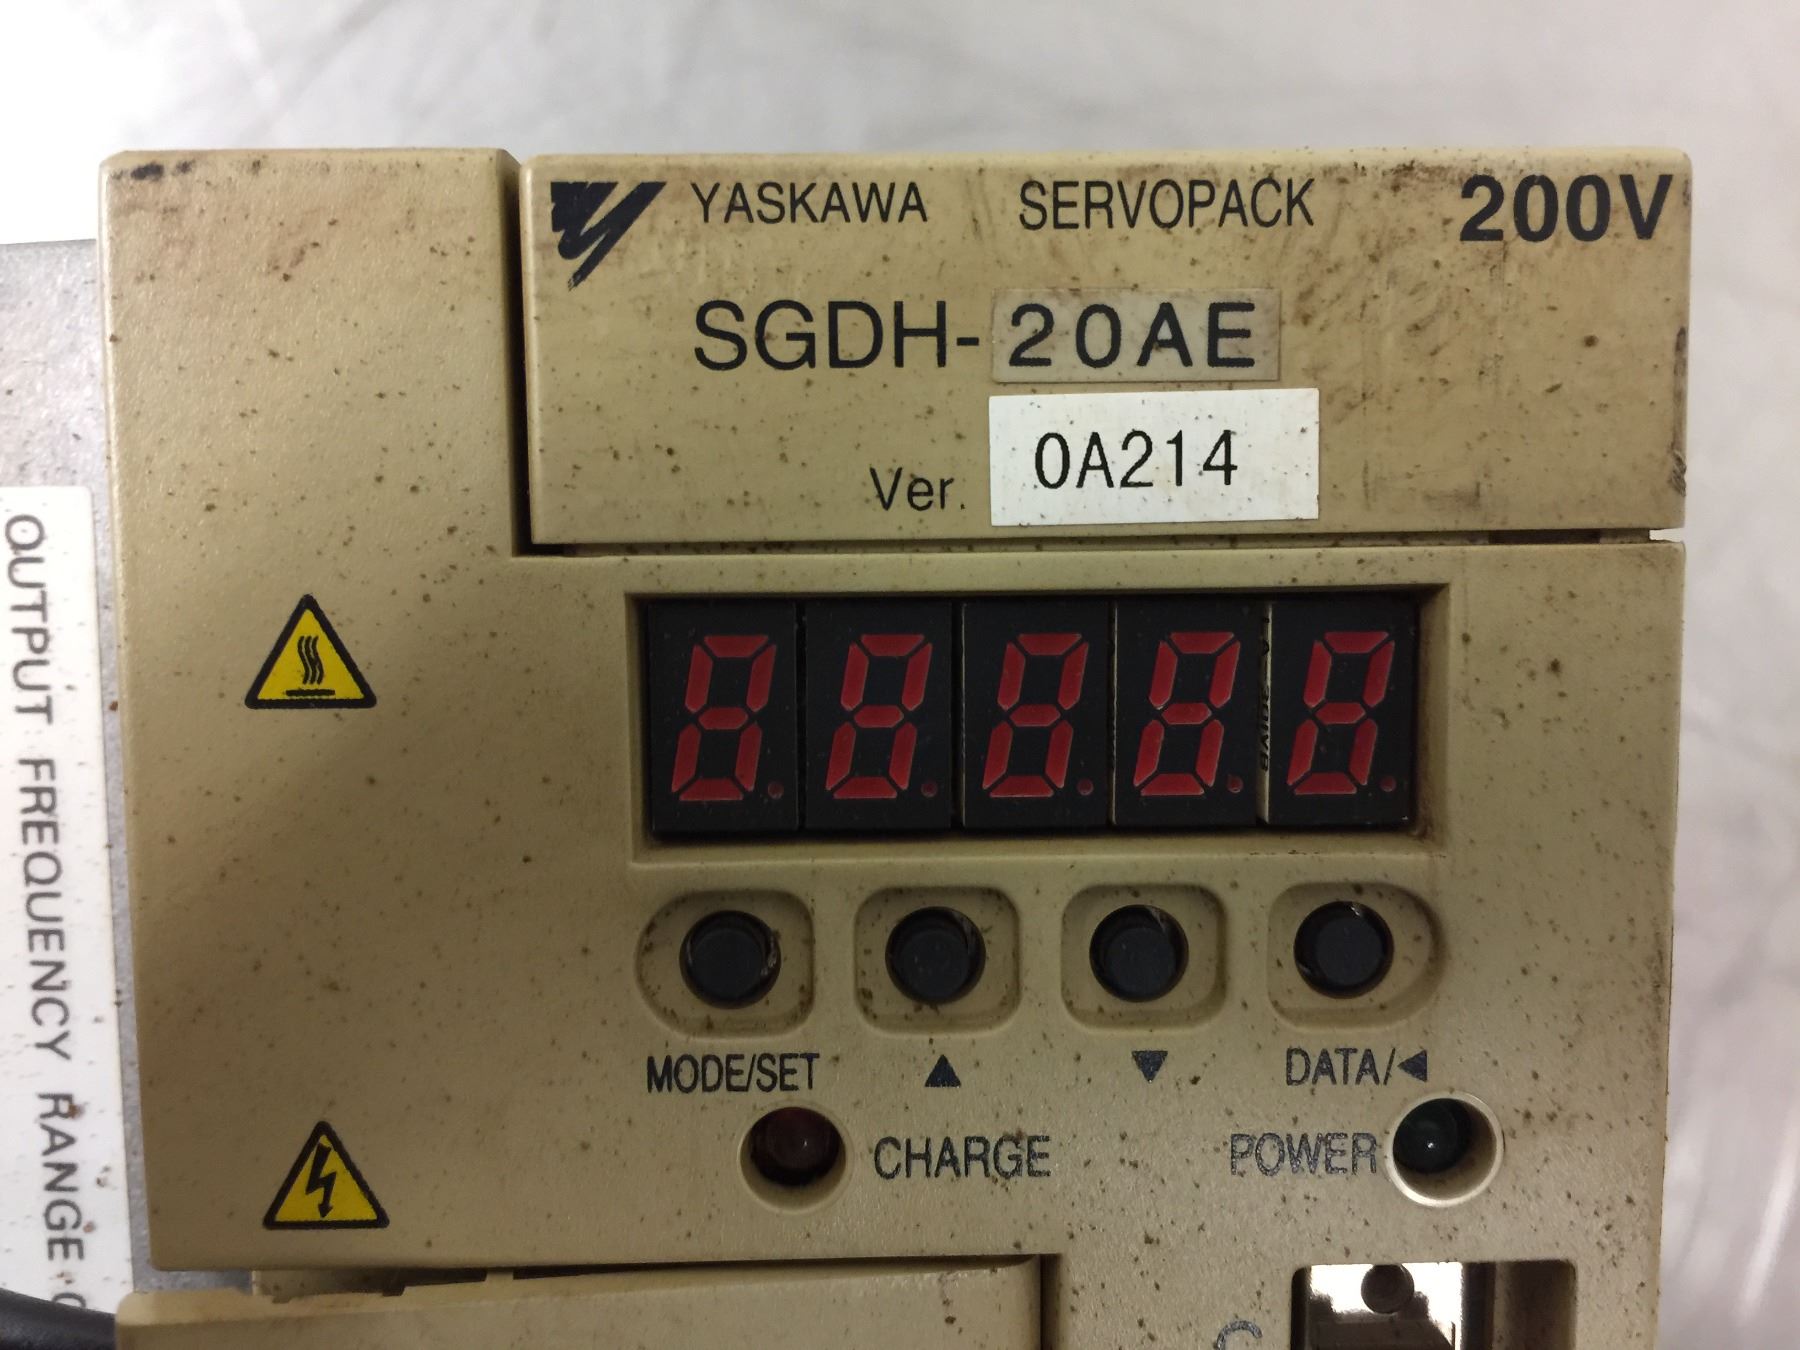 YASKAWA SERVOPACK 200V
SGDH-20AE
Ver. 0A214
MODE/SET ▲ ▼ DATA/◀
CHARGE POWER
OUTPUT FREQUENCY RANGE
C